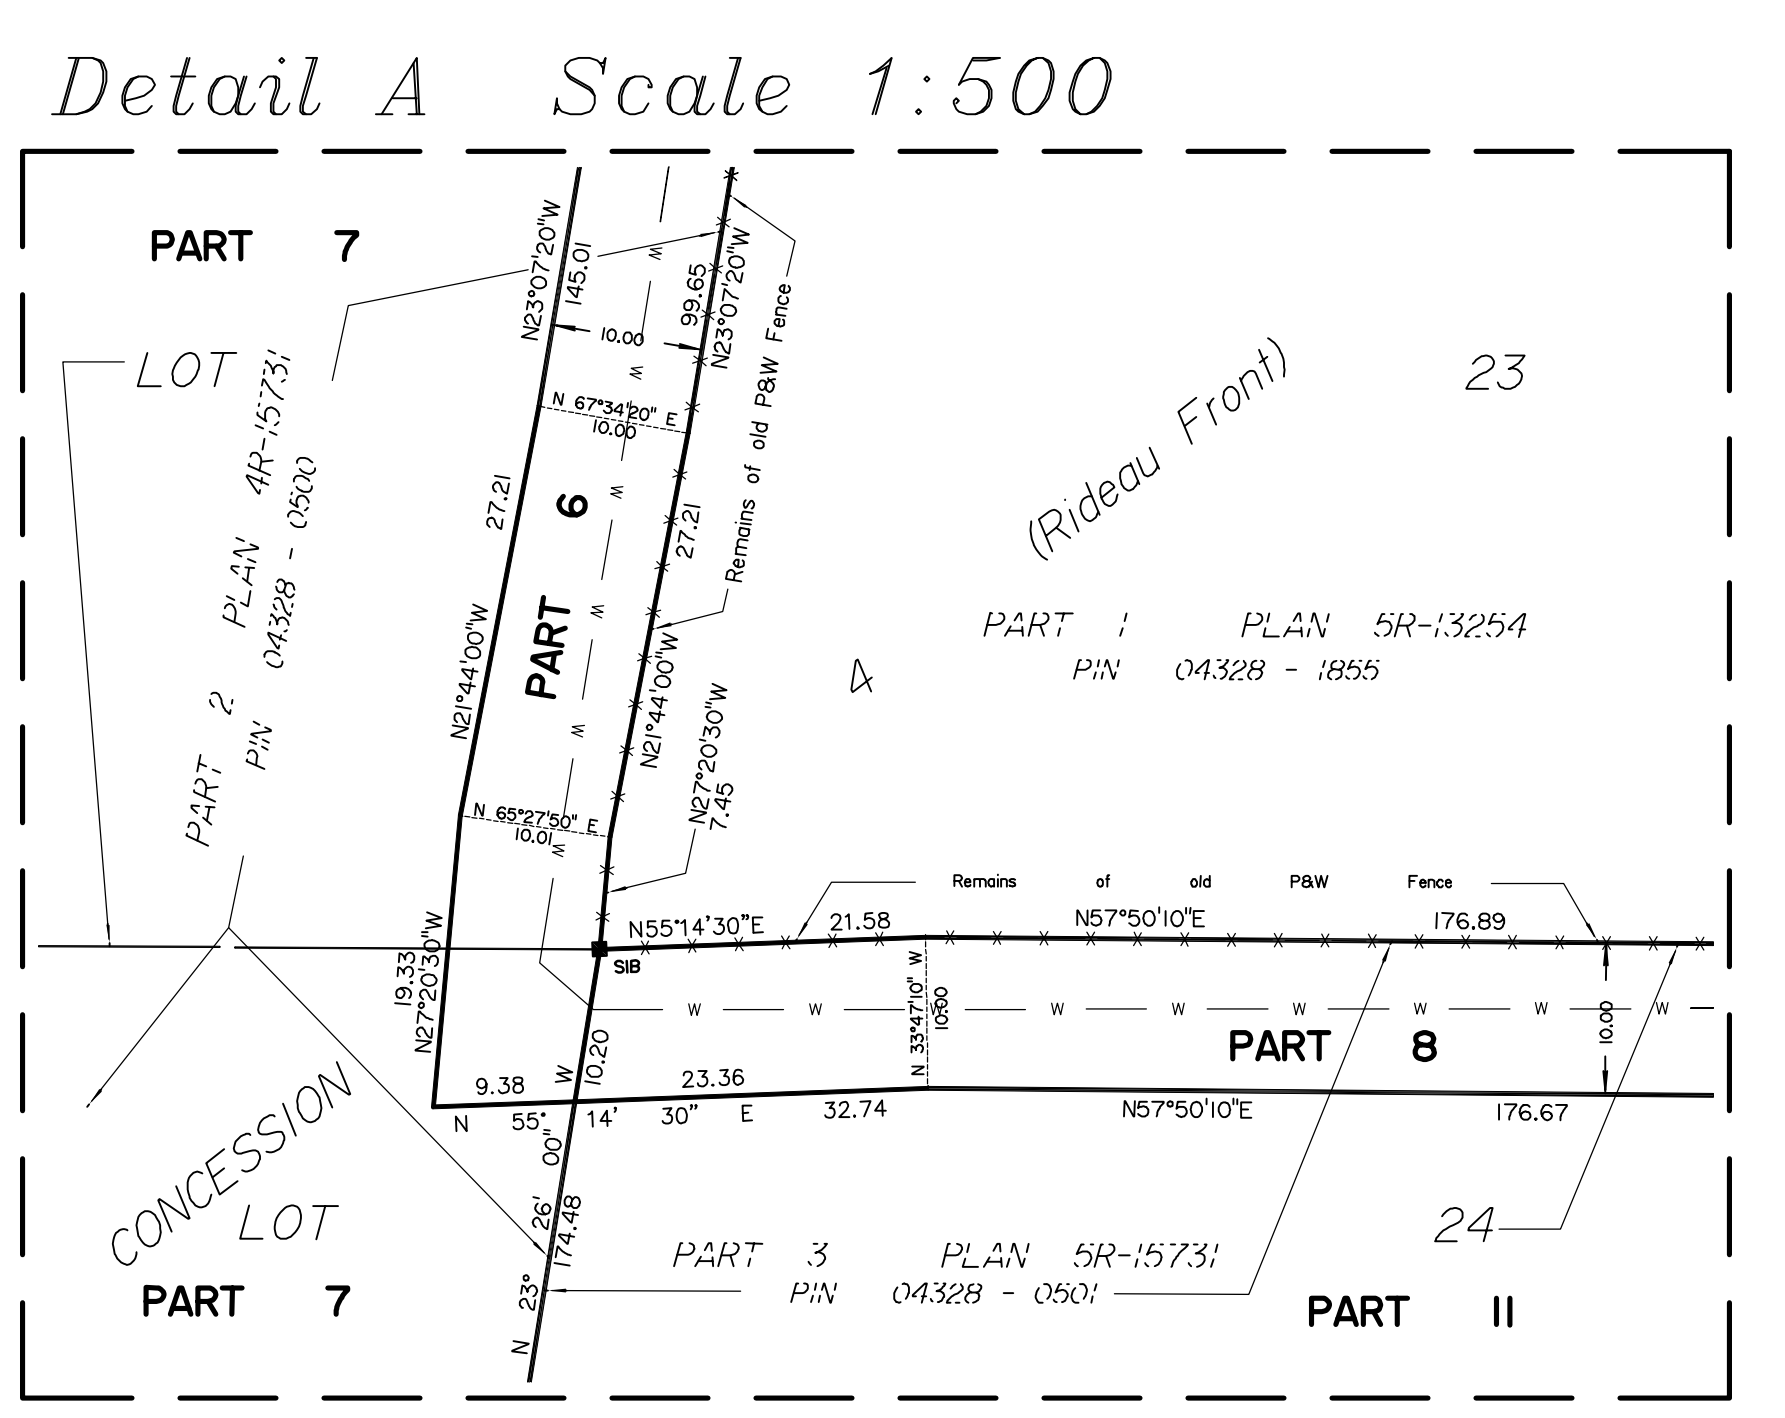 Detail A Scale 1:500
PART 7
N23°07'20"W
145.01
99.65
N23°07'20"W
10.00
Remains of old P&W Fence
LOT
23
(Rideau Front)
PART 2 PLAN 4R-15731
PIN 04328 - 0500
N 67°34'20" E
10.00
27.21
N21°44'00"W
PART 6
27.21
N21°44'00"W
PART 1 PLAN 5R-13254
PIN 04328 - 1855
4
N27°20'30"W
7.45
N 65°27'50" E
10.01
Remains of old P&W Fence
N55°14'30"E
21.58
N57°50'10"E
176.89
SIB
19.33
N27°20'30"W
W W W W W W W
W W W W W W W W W
N 33°47'10" W
10.00
10.00
PART 8
10.20
9.38
23.36
N 55° 14' 30" E
32.74
N57°50'10"E
176.67
N 23° 26' 00" W
174.48
CONCESSION
LOT
24
PART 3 PLAN 5R-15731
PIN 04328 - 0501
PART 7
PART 11